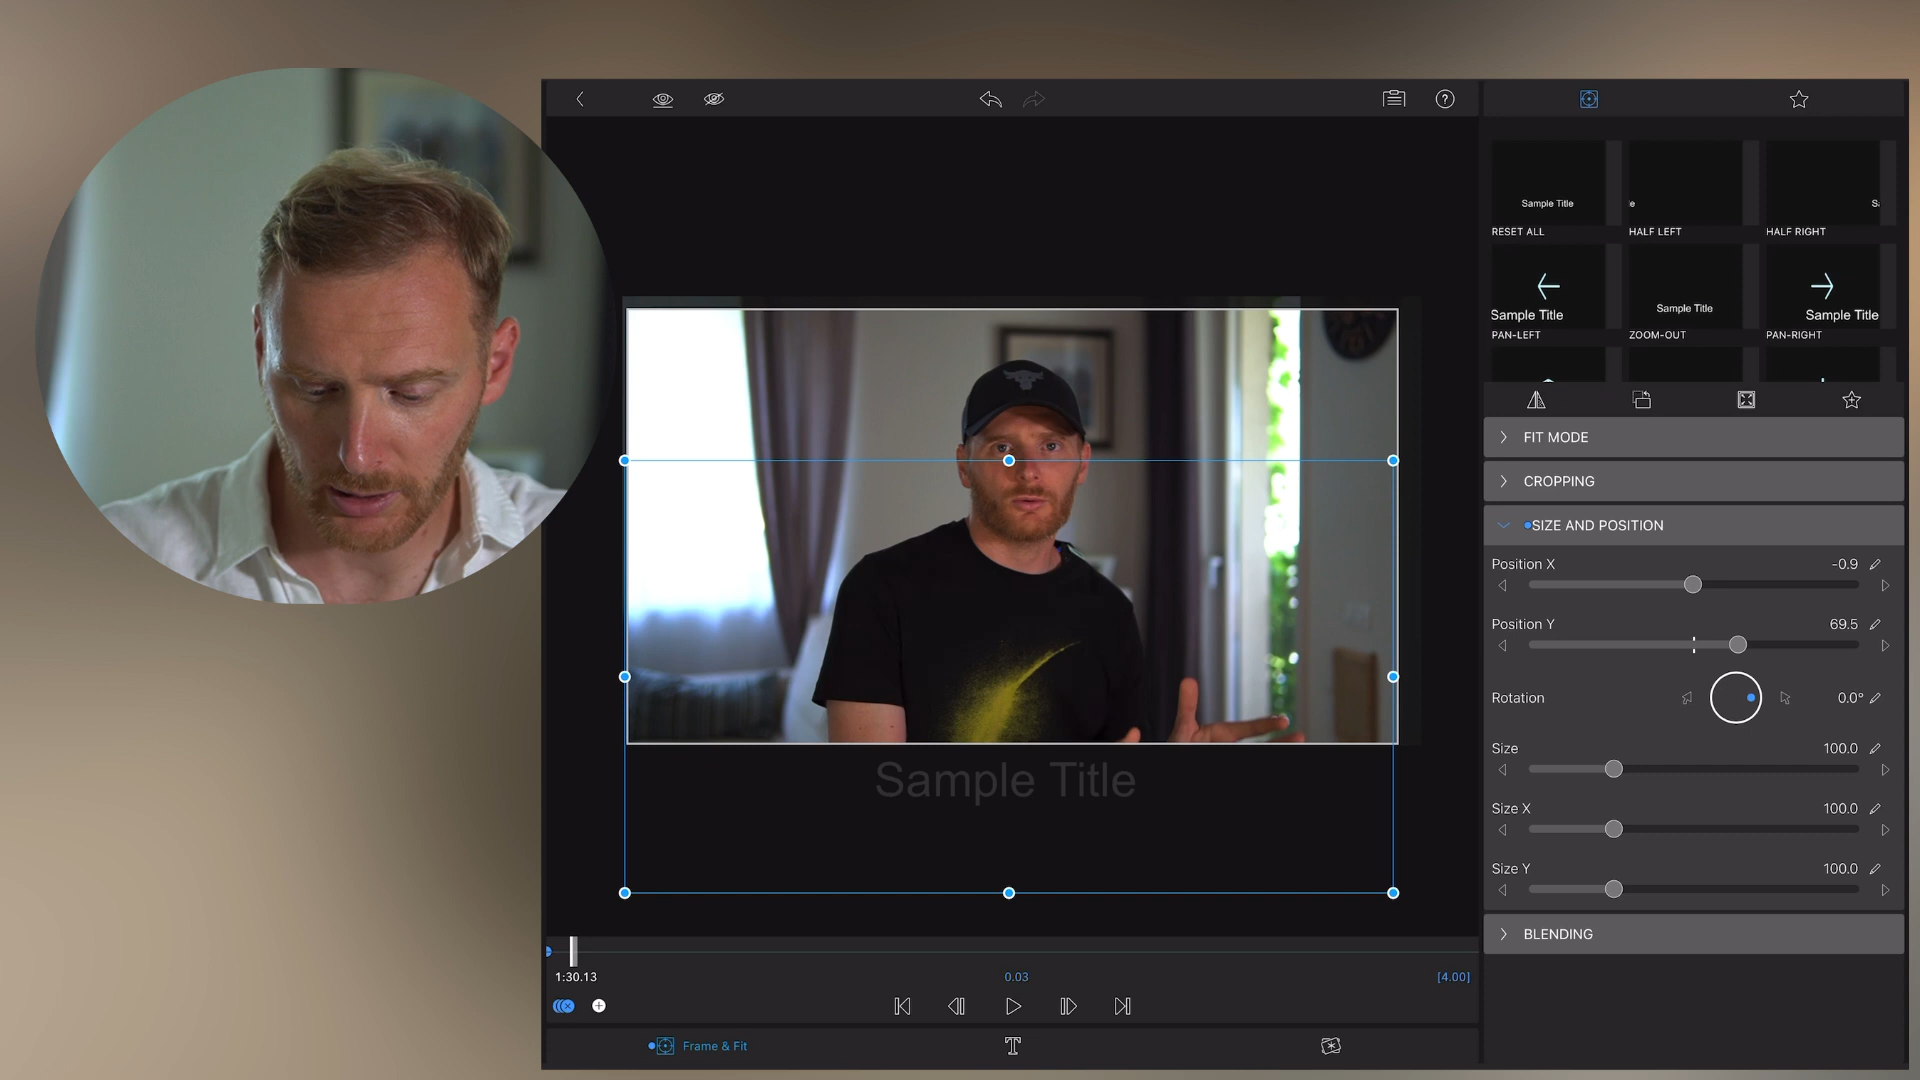 Sample Title
RESET ALL
e
HALF LEFT
Sa
HALF RIGHT
Sample Title
PAN-LEFT
Sample Title
ZOOM-OUT
Sample Title
PAN-RIGHT
FIT MODE
CROPPING
SIZE AND POSITION
Position X -0.9
Position Y 69.5
Rotation 0.0°
Size 100.0
Size X 100.0
Size Y 100.0
BLENDING
Sample Title
1:30.13 0.03 [4.00]
Frame & Fit